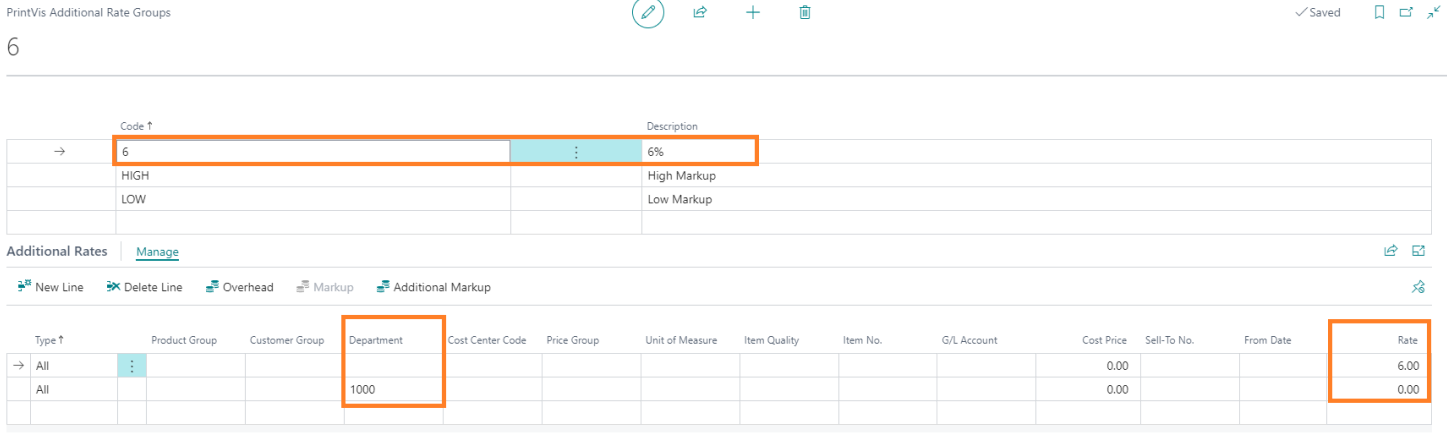 PrintVis Additional Rate Groups Saved
6
Code ↑ Description
6 6%
HIGH High Markup
LOW Low Markup
Additional Rates Manage
New Line Delete Line Overhead Markup Additional Markup
Type ↑ Product Group Customer Group Department Cost Center Code Price Group Unit of Measure Item Quality Item No. G/L Account Cost Price Sell-To No. From Date Rate
All 0.00 6.00
All 1000 0.00 0.00